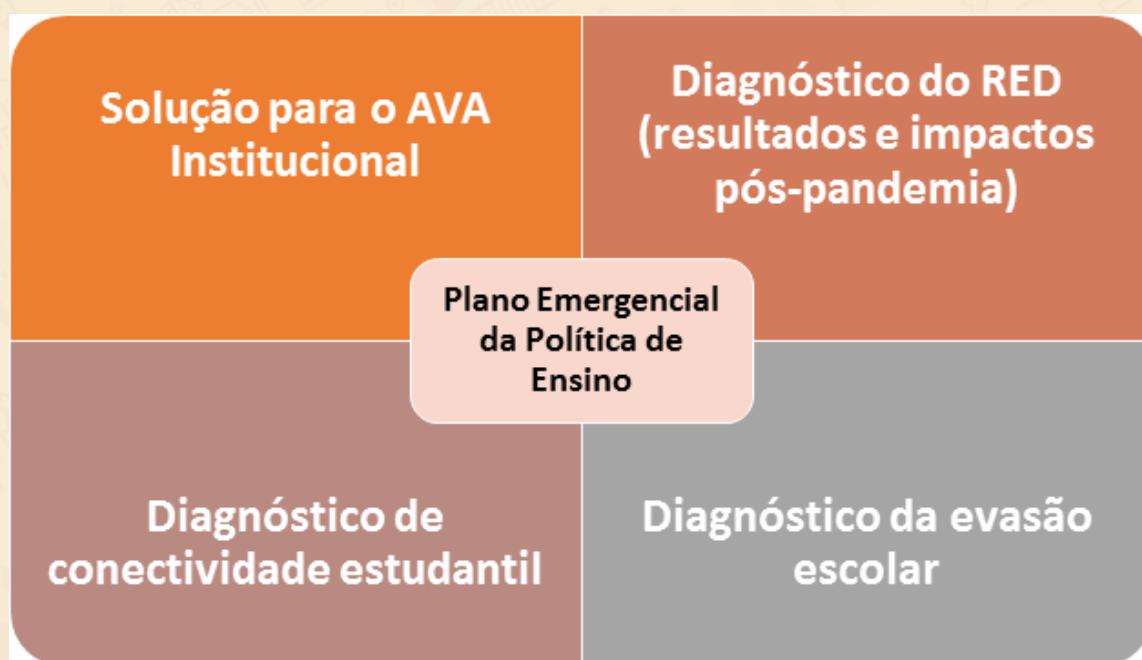 Solução para o AVA
Institucional
Diagnóstico do RED
(resultados e impactos
pós-pandemia)
Plano Emergencial
da Política de
Ensino
Diagnóstico de
conectividade estudantil
Diagnóstico da evasão
escolar